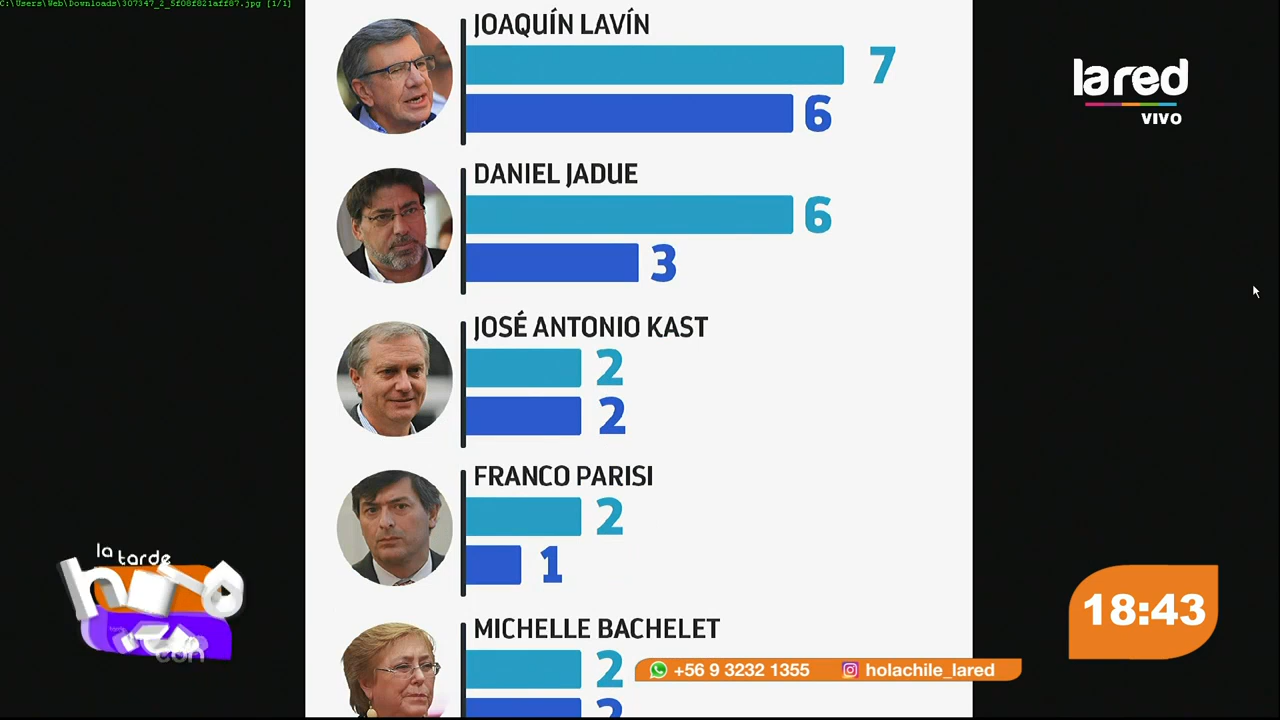 C:\Users\Web\Downloads\307347_2_5f08f821aff87.jpg [1/1]
JOAQUÍN LAVÍN
7
6
la red
VIVO
DANIEL JADUE
6
3
JOSÉ ANTONIO KAST
2
2
FRANCO PARISI
2
1
la tarde
18:43
MICHELLE BACHELET
2
+56 9 3232 1355 holachile_lared
2